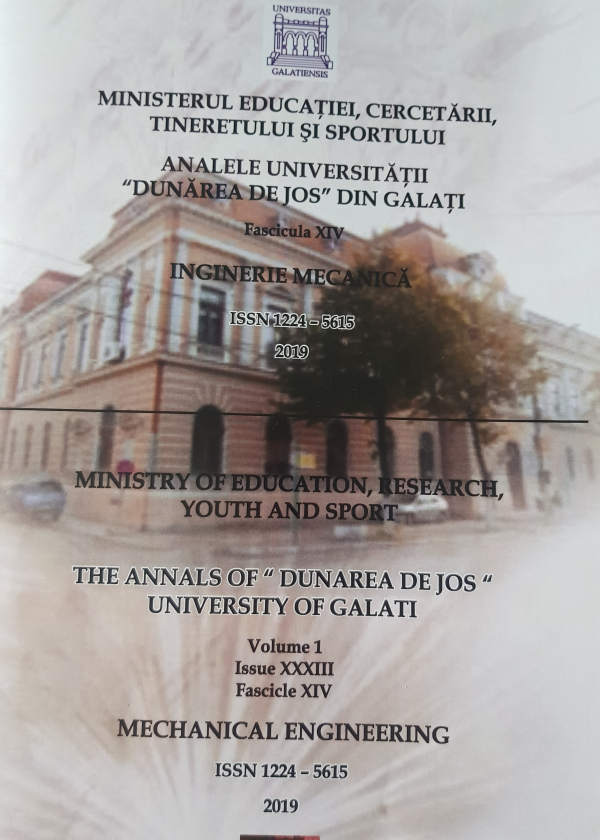 UNIVERSITAS
GALATIENSIS
MINISTERUL EDUCAȚIEI, CERCETĂRII,
TINERETULUI ŞI SPORTULUI
ANALELE UNIVERSITĂȚII
“DUNĂREA DE JOS” DIN GALAȚI
Fascicula XIV
INGINERIE MECANICĂ
ISSN 1224 – 5615
2019
MINISTRY OF EDUCATION, RESEARCH,
YOUTH AND SPORT
THE ANNALS OF “ DUNAREA DE JOS “
UNIVERSITY OF GALATI
Volume 1
Issue XXXIII
Fascicle XIV
MECHANICAL ENGINEERING
ISSN 1224 – 5615
2019